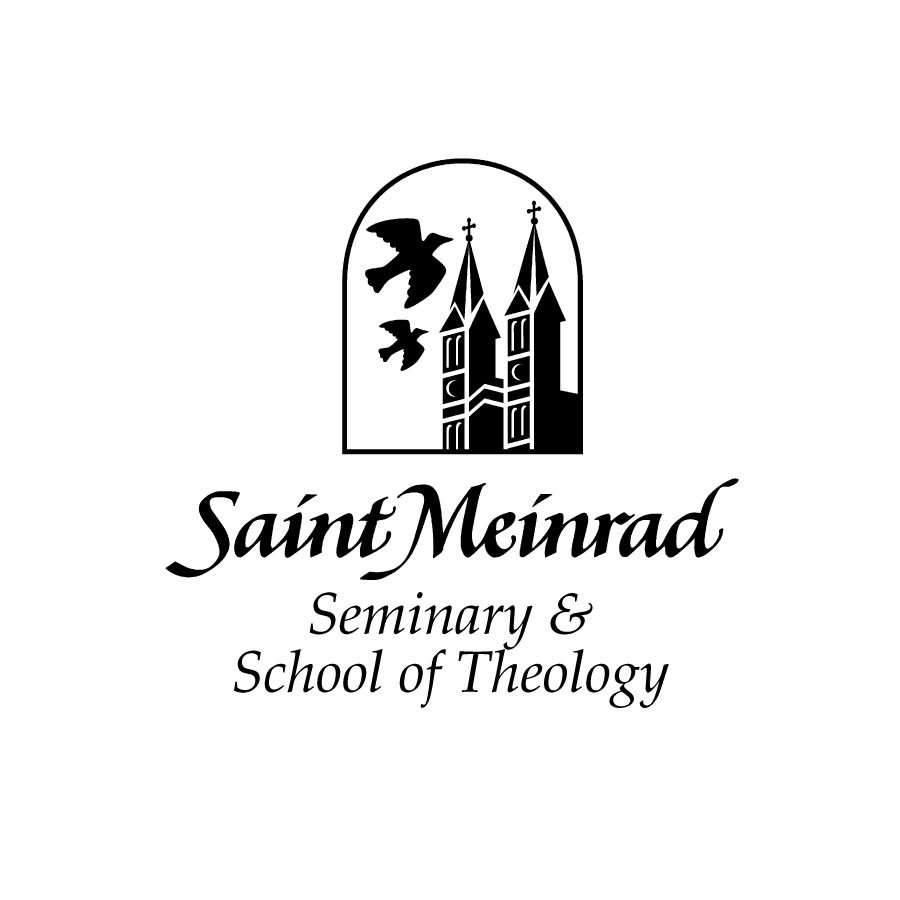 Saint Meinrad
Seminary &
School of Theology